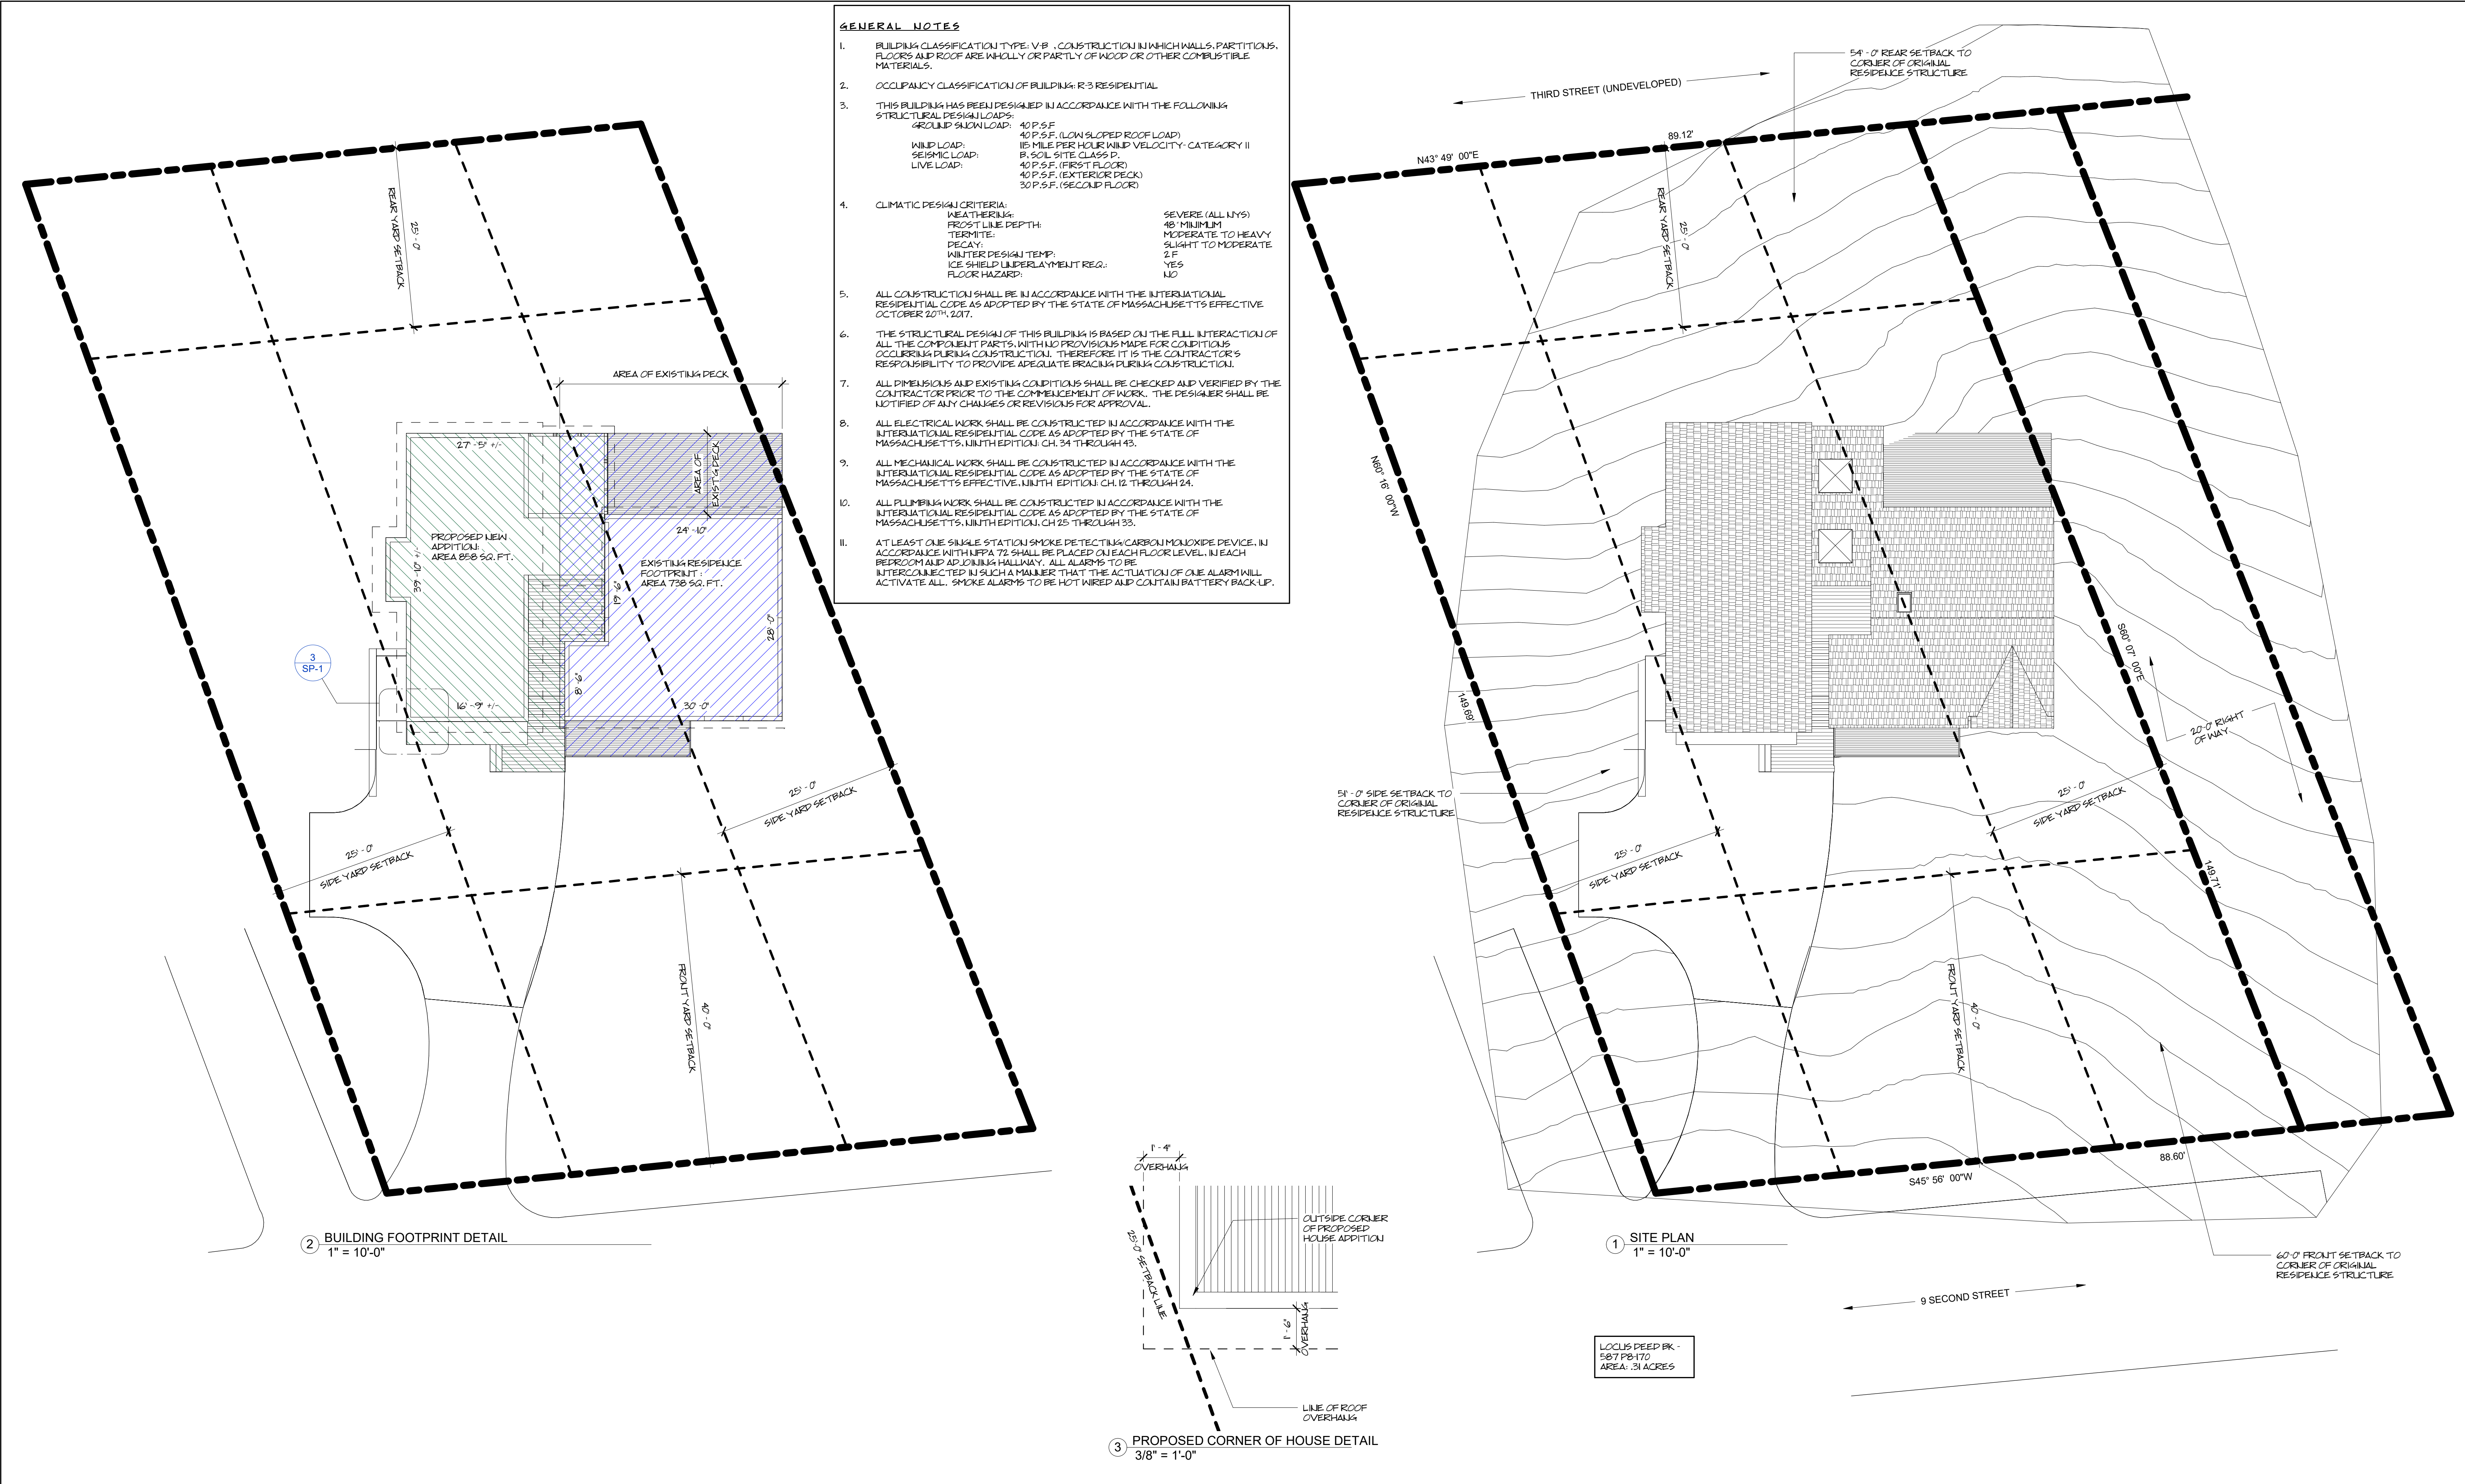 GENERAL NOTES
1. BUILDING CLASSIFICATION TYPE: V-B , CONSTRUCTION IN WHICH WALLS, PARTITIONS,
FLOORS AND ROOF ARE WHOLLY OR PARTLY OF WOOD OR OTHER COMBUSTIBLE
MATERIALS.
2. OCCUPANCY CLASSIFICATION OF BUILDING: R-3 RESIDENTIAL
3. THIS BUILDING HAS BEEN DESIGNED IN ACCORDANCE WITH THE FOLLOWING
STRUCTURAL DESIGN LOADS:
GROUND SNOW LOAD: 40 P.S.F
40 P.S.F. (LOW SLOPED ROOF LOAD)
WIND LOAD: 115 MILE PER HOUR WIND VELOCITY- CATEGORY II
SEISMIC LOAD: B, SOIL SITE CLASS D.
LIVE LOAD: 40 P.S.F. (FIRST FLOOR)
40 P.S.F. (EXTERIOR DECK)
30 P.S.F. (SECOND FLOOR)
4. CLIMATIC DESIGN CRITERIA:
WEATHERING: SEVERE (ALL NYS)
FROST LINE DEPTH: 48" MINIMUM
TERMITE: MODERATE TO HEAVY
DECAY: SLIGHT TO MODERATE
WINTER DESIGN TEMP: 2 F
ICE SHIELD UNDERLAYMENT REQ.: YES
FLOOR HAZARD: NO
5. ALL CONSTRUCTION SHALL BE IN ACCORDANCE WITH THE INTERNATIONAL
RESIDENTIAL CODE AS ADOPTED BY THE STATE OF MASSACHUSETTS EFFECTIVE
OCTOBER 20TH, 2017.
6. THE STRUCTURAL DESIGN OF THIS BUILDING IS BASED ON THE FULL INTERACTION OF
ALL THE COMPONENT PARTS, WITH NO PROVISIONS MADE FOR CONDITIONS
OCCURRING DURING CONSTRUCTION. THEREFORE IT IS THE CONTRACTOR'S
RESPONSIBILITY TO PROVIDE ADEQUATE BRACING DURING CONSTRUCTION.
7. ALL DIMENSIONS AND EXISTING CONDITIONS SHALL BE CHECKED AND VERIFIED BY THE
CONTRACTOR PRIOR TO THE COMMENCEMENT OF WORK. THE DESIGNER SHALL BE
NOTIFIED OF ANY CHANGES OR REVISIONS FOR APPROVAL.
8. ALL ELECTRICAL WORK SHALL BE CONSTRUCTED IN ACCORDANCE WITH THE
INTERNATIONAL RESIDENTIAL CODE AS ADOPTED BY THE STATE OF
MASSACHUSETTS, NINTH EDITION: CH. 34 THROUGH 43.
9. ALL MECHANICAL WORK SHALL BE CONSTRUCTED IN ACCORDANCE WITH THE
INTERNATIONAL RESIDENTIAL CODE AS ADOPTED BY THE STATE OF
MASSACHUSETTS EFFECTIVE, NINTH EDITION: CH. 12 THROUGH 24.
10. ALL PLUMBING WORK SHALL BE CONSTRUCTED IN ACCORDANCE WITH THE
INTERNATIONAL RESIDENTIAL CODE AS ADOPTED BY THE STATE OF
MASSACHUSETTS, NINTH EDITION, CH 25 THROUGH 33.
11. AT LEAST ONE SINGLE STATION SMOKE DETECTING/CARBON MONOXIDE DEVICE, IN
ACCORDANCE WITH NFPA 72 SHALL BE PLACED ON EACH FLOOR LEVEL, IN EACH
BEDROOM AND ADJOINING HALLWAY. ALL ALARMS TO BE
INTERCONNECTED IN SUCH A MANNER THAT THE ACTUATION OF ONE ALARM WILL
ACTIVATE ALL. SMOKE ALARMS TO BE HOT WIRED AND CONTAIN BATTERY BACK-UP.
REAR YARD SETBACK
25' - 0"
AREA OF EXISTING DECK
27' - 5" +/-
AREA OF
EXIST'G DECK
24' - 10"
PROPOSED NEW
ADDITION:
AREA 858 SQ. FT.
39' - 10" +/-
EXISTING RESIDENCE
FOOTPRINT :
AREA 738 SQ. FT.
19' - 6"
28' - 0"
3
SP-1
8' - 6"
16' - 9" +/-
30' - 0"
25' - 0"
SIDE YARD SETBACK
25' - 0"
SIDE YARD SETBACK
FRONT YARD SETBACK
40' - 0"
2 BUILDING FOOTPRINT DETAIL
1" = 10'-0"
1' - 4"
OVERHANG
25'-0" SETBACK LINE
OUTSIDE CORNER
OF PROPOSED
HOUSE ADDITION
1' - 6"
OVERHANG
LINE OF ROOF
OVERHANG
3 PROPOSED CORNER OF HOUSE DETAIL
3/8" = 1'-0"
THIRD STREET (UNDEVELOPED)
54' - 0" REAR SETBACK TO
CORNER OF ORIGINAL
RESIDENCE STRUCTURE
N43° 49' 00"E
89.12'
REAR YARD SETBACK
25' - 0"
N60° 16' 00"W
149.69'
S60° 07' 00"E
20'-0" RIGHT
OF WAY
51' - 0" SIDE SETBACK TO
CORNER OF ORIGINAL
RESIDENCE STRUCTURE
25' - 0"
SIDE YARD SETBACK
25' - 0"
SIDE YARD SETBACK
149.71'
FRONT YARD SETBACK
40' - 0"
88.60'
S45° 56' 00"W
1 SITE PLAN
1" = 10'-0"
60'-0" FRONT SETBACK TO
CORNER OF ORIGINAL
RESIDENCE STRUCTURE
9 SECOND STREET
LOCUS DEED BK -
587 P8-170
AREA: .31 ACRES